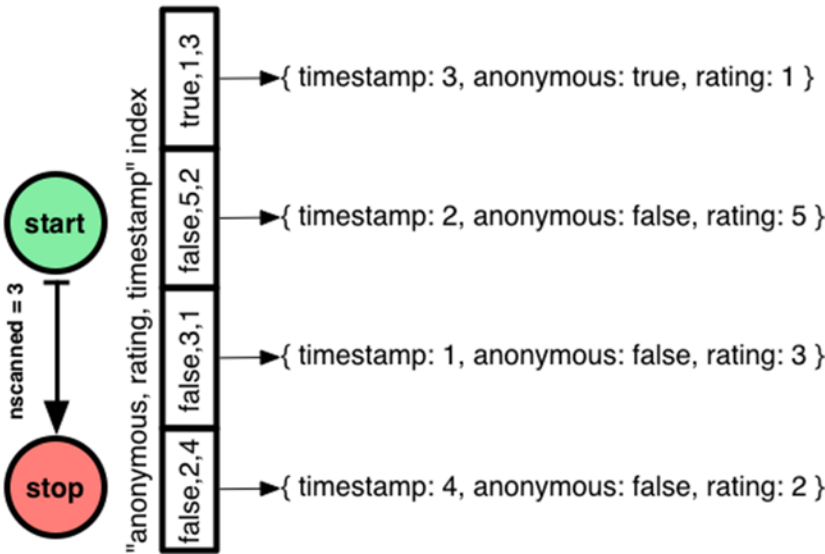 start
nscanned = 3
stop
"anonymous, rating, timestamp" index
true,1,3
{ timestamp: 3, anonymous: true, rating: 1 }
false,5,2
{ timestamp: 2, anonymous: false, rating: 5 }
false,3,1
{ timestamp: 1, anonymous: false, rating: 3 }
false,2,4
{ timestamp: 4, anonymous: false, rating: 2 }